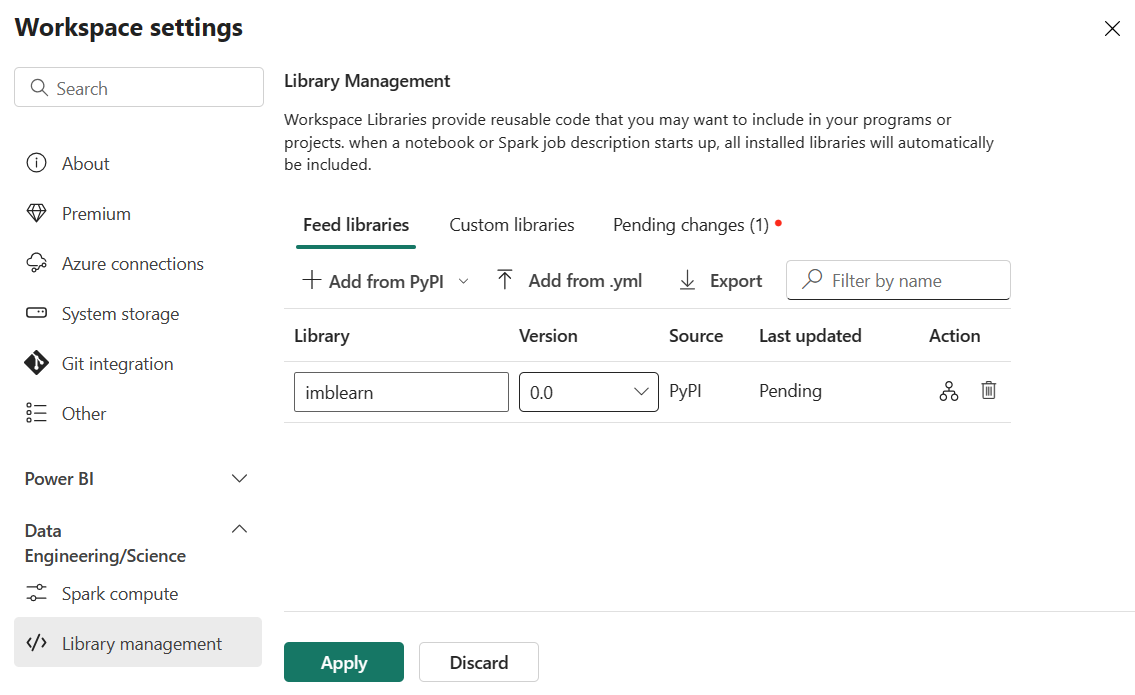 Workspace settings
Search
About
Premium
Azure connections
System storage
Git integration
Other
Power BI
Data
Engineering/Science
Spark compute
Library management
Library Management
Workspace Libraries provide reusable code that you may want to include in your programs or
projects. when a notebook or Spark job description starts up, all installed libraries will automatically
be included.
Feed libraries Custom libraries Pending changes (1)
Add from PyPI Add from .yml Export Filter by name
Library Version Source Last updated Action
imblearn 0.0 PyPI Pending
Apply Discard